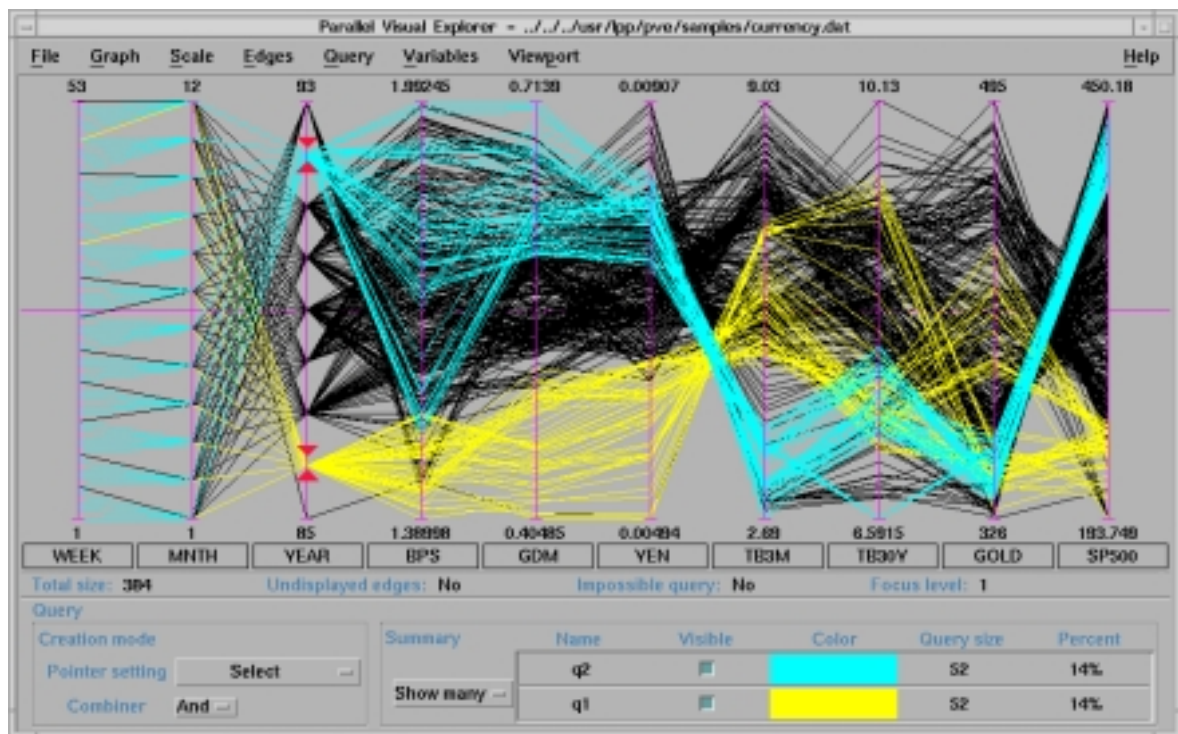 Parallel Visual Explorer - ../../../usr/lpp/pve/samples/currency.dat
File Graph Scale Edges Query Variables Viewport Help
53 12 93 1.99245 0.7139 0.00907 9.03 10.13 495 450.18
1 1 85 1.38998 0.40485 0.00494 2.69 6.5915 326 193.749
WEEK MNTH YEAR BPS GDM YEN TB3M TB30Y GOLD SP500
Total size: 384 Undisplayed edges: No Impossible query: No Focus level: 1
Query
Creation mode Summary Name Visible Color Query size Percent
Pointer setting Select q2 52 14%
Show many
Combiner And q1 52 14%